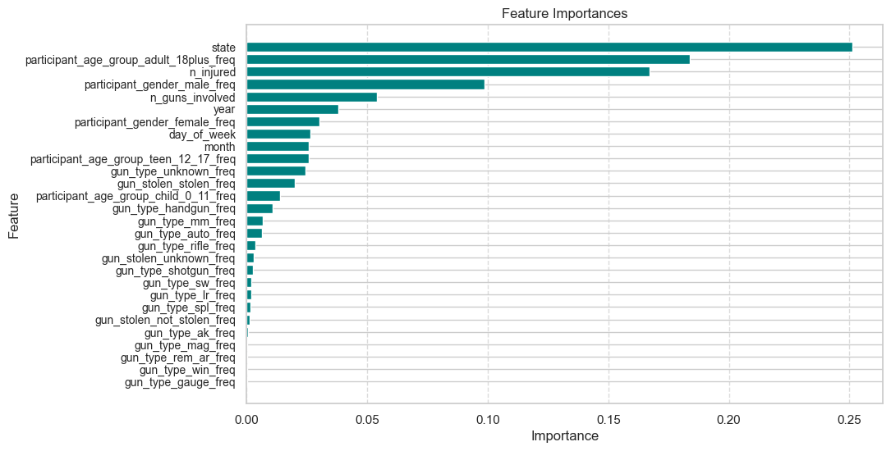 Feature Importances
state
participant_age_group_adult_18plus_freq
n_injured
participant_gender_male_freq
n_guns_involved
year
participant_gender_female_freq
day_of_week
month
participant_age_group_teen_12_17_freq
gun_type_unknown_freq
gun_stolen_stolen_freq
participant_age_group_child_0_11_freq
gun_type_handgun_freq
gun_type_mm_freq
gun_type_auto_freq
gun_type_rifle_freq
gun_stolen_unknown_freq
gun_type_shotgun_freq
gun_type_sw_freq
gun_type_lr_freq
gun_type_spl_freq
gun_stolen_not_stolen_freq
gun_type_ak_freq
gun_type_mag_freq
gun_type_rem_ar_freq
gun_type_win_freq
gun_type_gauge_freq
Feature
0.00 0.05 0.10 0.15 0.20 0.25
Importance